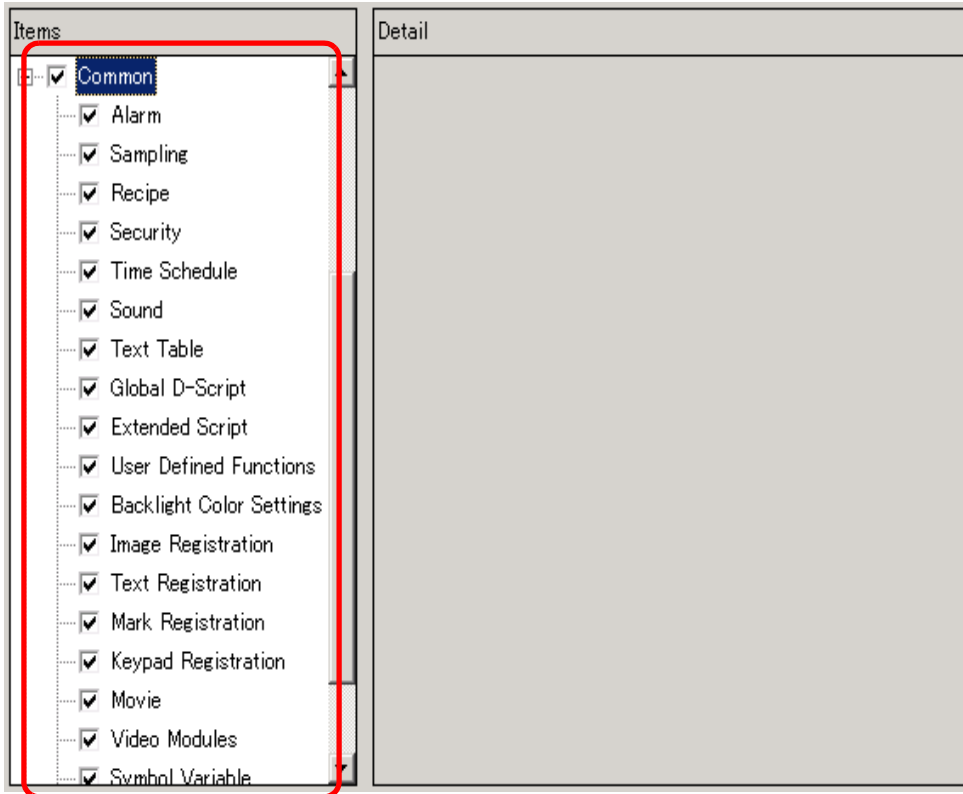 Items
Detail
Common
Alarm
Sampling
Recipe
Security
Time Schedule
Sound
Text Table
Global D-Script
Extended Script
User Defined Functions
Backlight Color Settings
Image Registration
Text Registration
Mark Registration
Keypad Registration
Movie
Video Modules
Symbol Variable